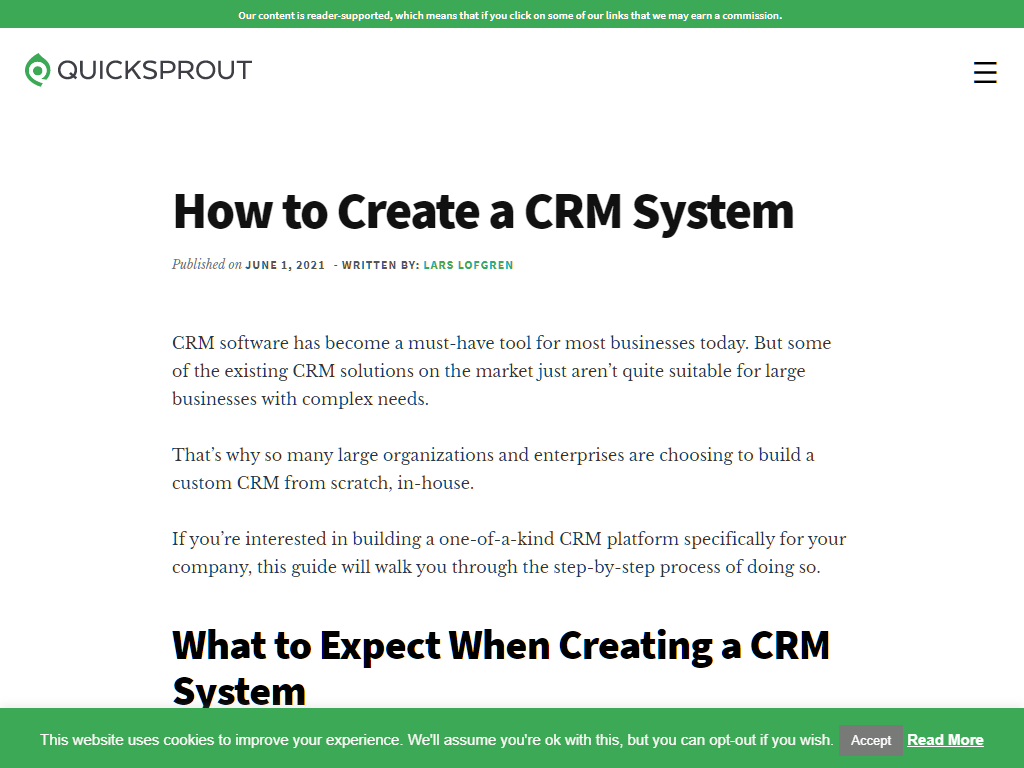 Our content is reader-supported, which means that if you click on some of our links that we may earn a commission.
QUICKSPROUT
How to Create a CRM System
Published on JUNE 1, 2021 - WRITTEN BY: LARS LOFGREN
CRM software has become a must-have tool for most businesses today. But some
of the existing CRM solutions on the market just aren’t quite suitable for large
businesses with complex needs.
That’s why so many large organizations and enterprises are choosing to build a
custom CRM from scratch, in-house.
If you’re interested in building a one-of-a-kind CRM platform specifically for your
company, this guide will walk you through the step-by-step process of doing so.
What to Expect When Creating a CRM
System
This website uses cookies to improve your experience. We'll assume you're ok with this, but you can opt-out if you wish. Accept Read More